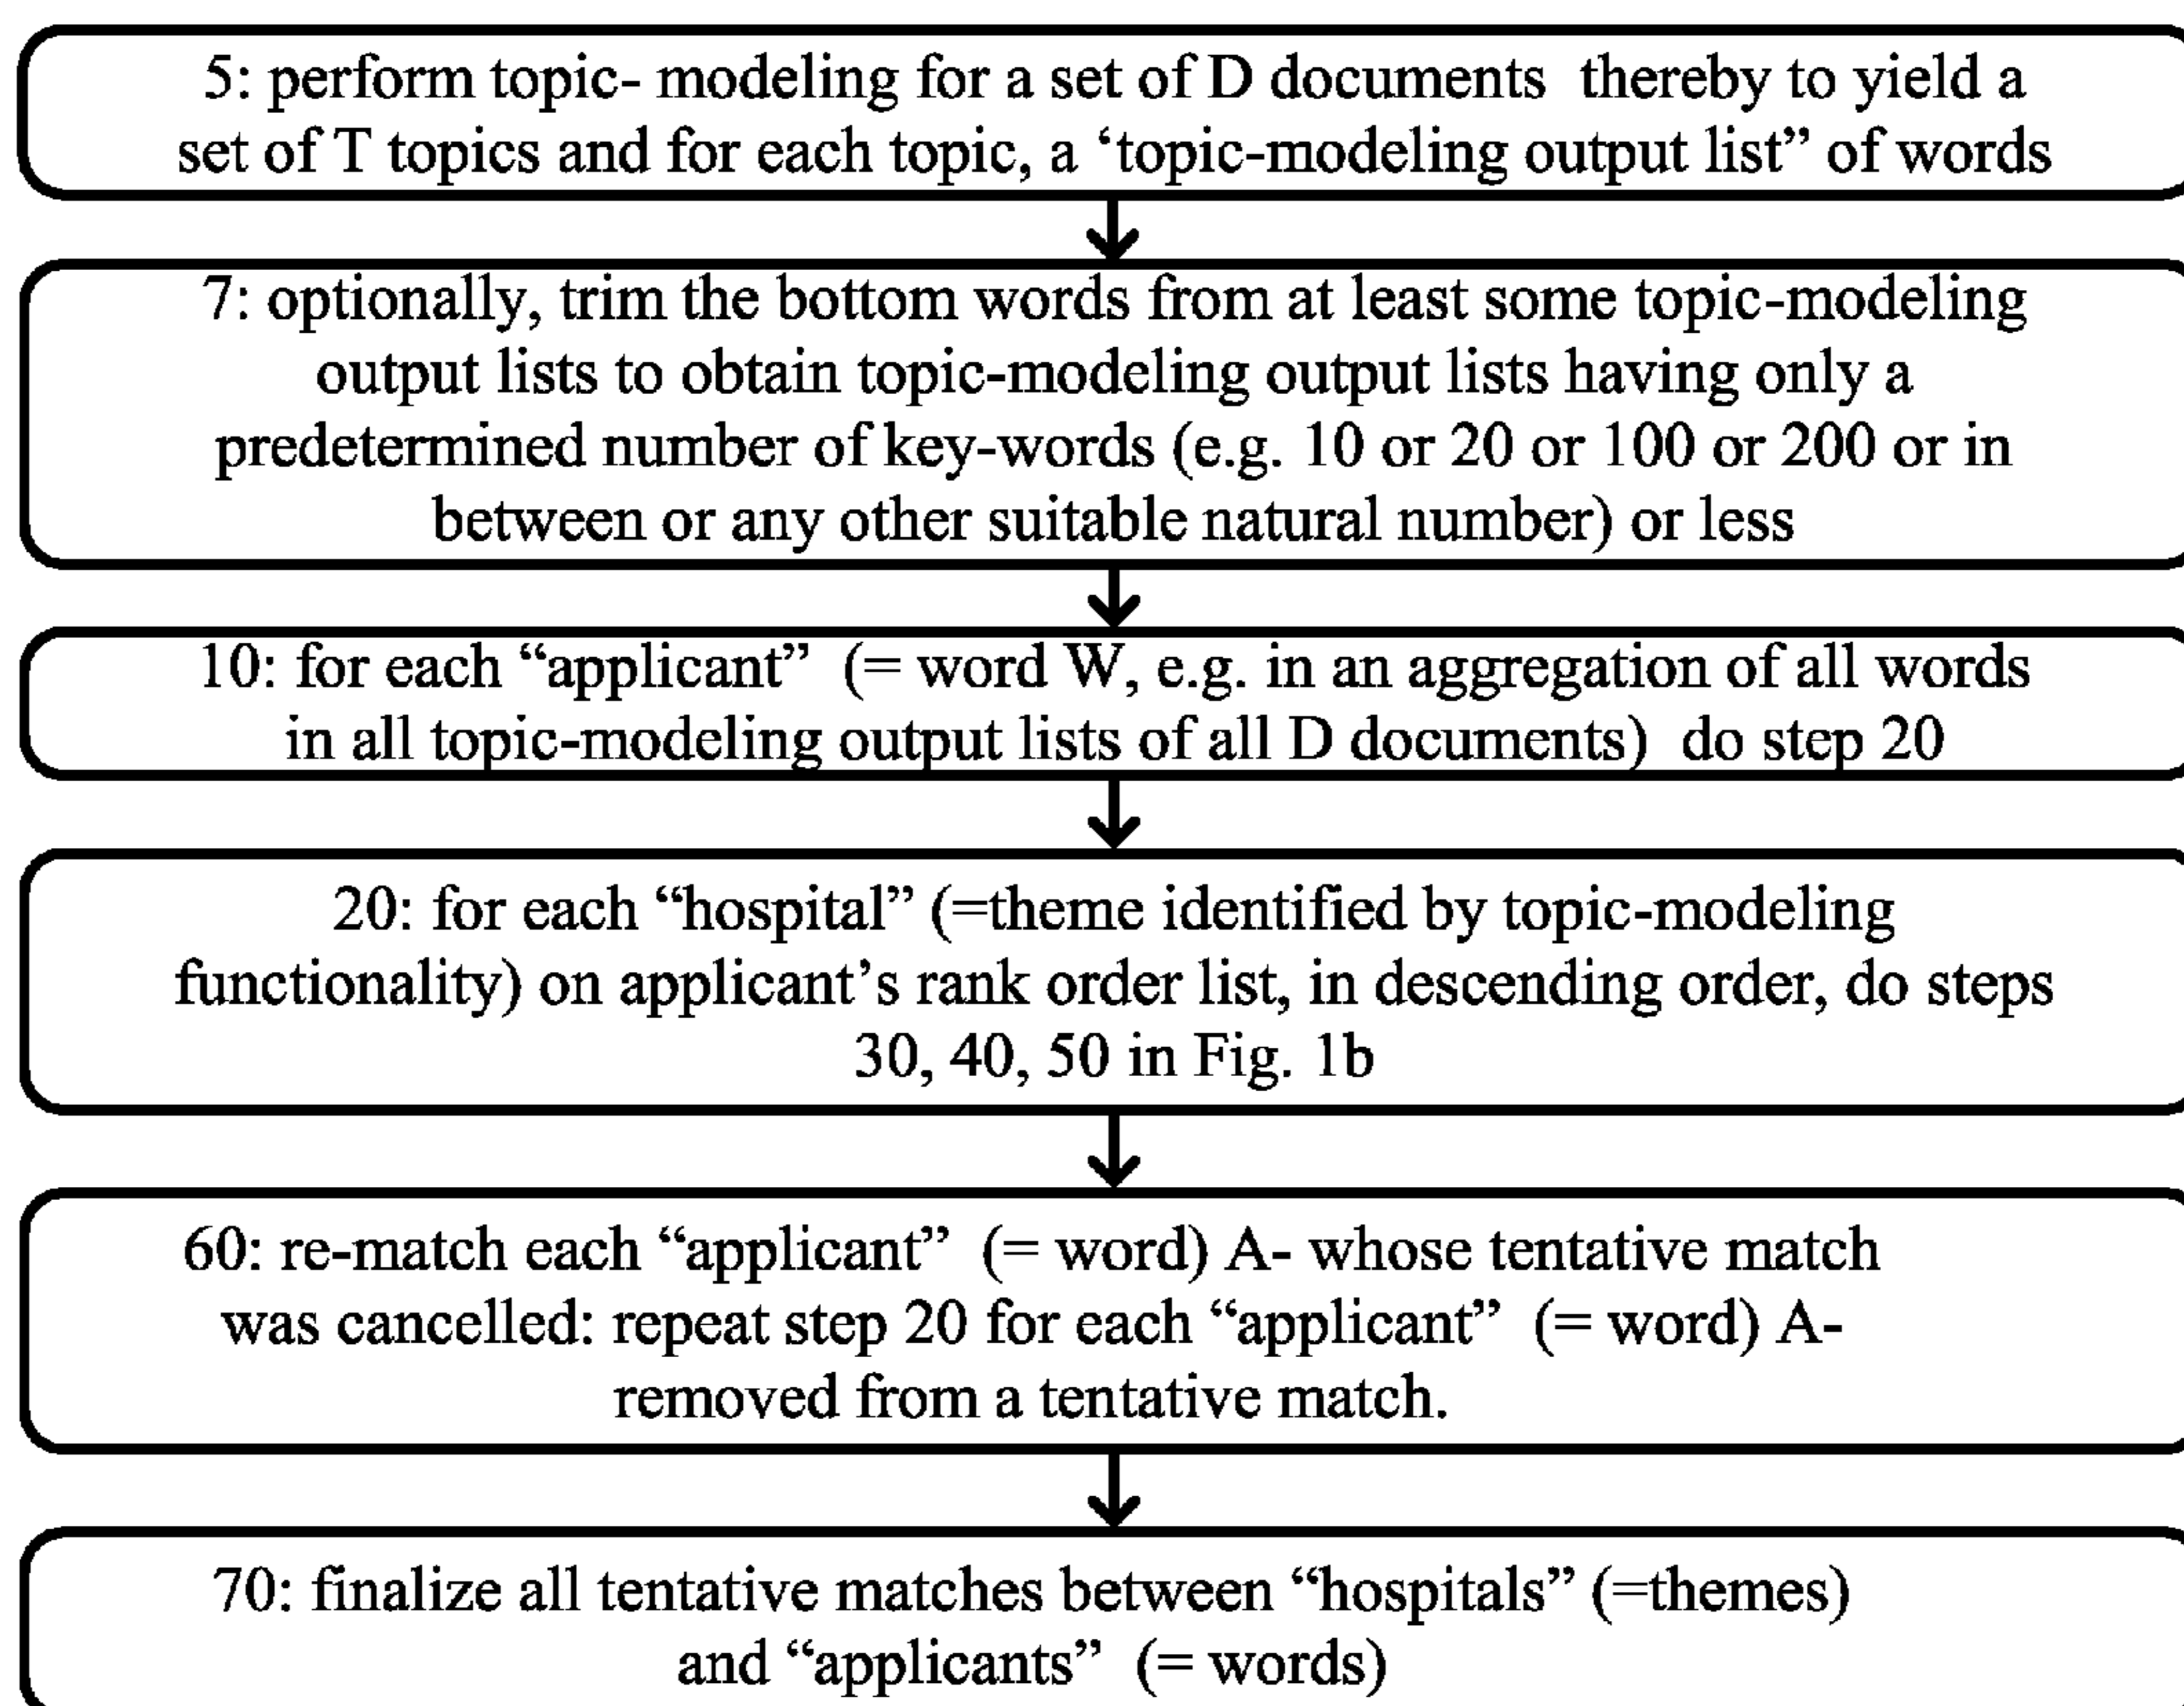 5: perform topic- modeling for a set of D documents thereby to yield a
set of T topics and for each topic, a ‘topic-modeling output list” of words
7: optionally, trim the bottom words from at least some topic-modeling
output lists to obtain topic-modeling output lists having only a
predetermined number of key-words (e.g. 10 or 20 or 100 or 200 or in
between or any other suitable natural number) or less
10: for each “applicant” (= word W, e.g. in an aggregation of all words
in all topic-modeling output lists of all D documents) do step 20
20: for each “hospital” (=theme identified by topic-modeling
functionality) on applicant’s rank order list, in descending order, do steps
30, 40, 50 in Fig. 1b
60: re-match each “applicant” (= word) A- whose tentative match
was cancelled: repeat step 20 for each “applicant” (= word) A-
removed from a tentative match.
70: finalize all tentative matches between “hospitals” (=themes)
and “applicants” (= words)